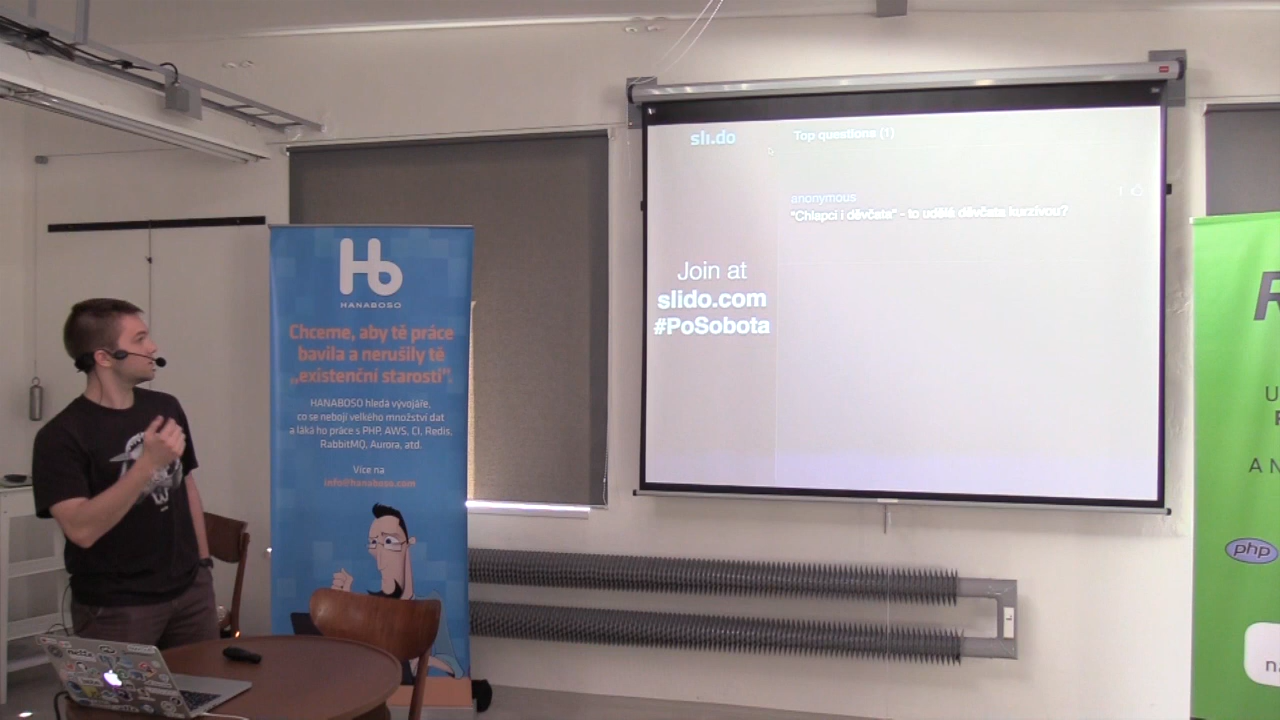 Hb
HANABOSO
Chceme, aby tě práce
bavila a nerušily tě
„existenční starosti".
HANABOSO hledá vývojáře,
co se nebojí velkého množství dat
a láká ho práce s PHP, AWS, CI, Redis,
RabbitMQ, Aurora, atd.
Více na
info@hanaboso.com
sli.do
Join at
slido.com
#PoSobota
Top questions (1)
anonymous
1
"Chlapci i děvčata" - to udělá děvčata kurzívou?
php